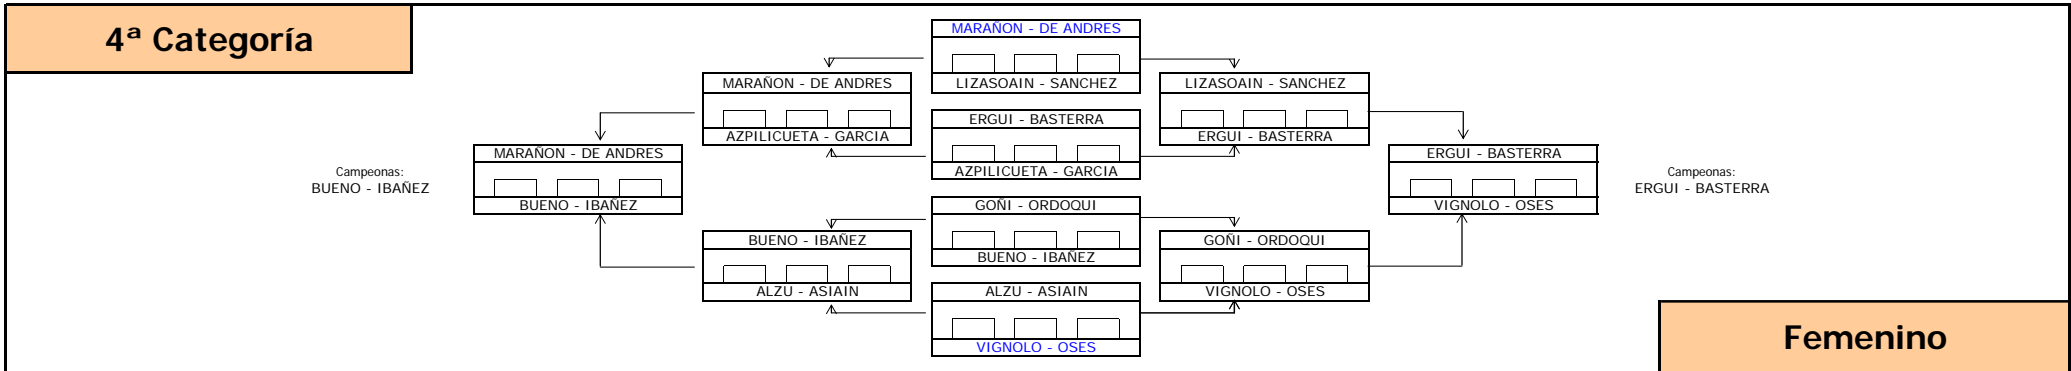 4ª Categoría
MARAÑON - DE ANDRES
LIZASOAIN - SANCHEZ
MARAÑON - DE ANDRES
AZPILICUETA - GARCIA
LIZASOAIN - SANCHEZ
ERGUI - BASTERRA
ERGUI - BASTERRA
AZPILICUETA - GARCIA
MARAÑON - DE ANDRES
BUENO - IBAÑEZ
ERGUI - BASTERRA
VIGNOLO - OSES
Campeonas:
BUENO - IBAÑEZ
Campeonas:
ERGUI - BASTERRA
GOÑI - ORDOQUI
BUENO - IBAÑEZ
BUENO - IBAÑEZ
ALZU - ASIAIN
GOÑI - ORDOQUI
VIGNOLO - OSES
ALZU - ASIAIN
VIGNOLO - OSES
Femenino